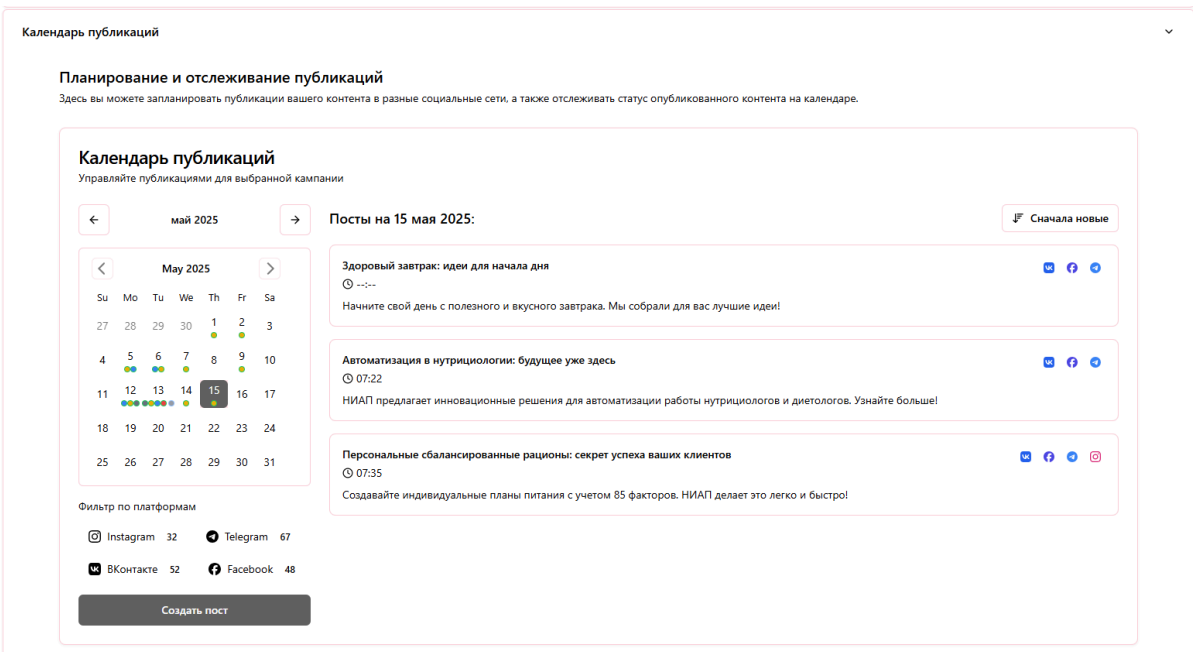 Календарь публикаций
Планирование и отслеживание публикаций
Здесь вы можете запланировать публикации вашего контента в разные социальные сети, а также отслеживать статус опубликованного контента на календаре.
Календарь публикаций
Управляйте публикациями для выбранной кампании
май 2025
May 2025
Su Mo Tu We Th Fr Sa
27 28 29 30 1 2 3
4 5 6 7 8 9 10
11 12 13 14 15 16 17
18 19 20 21 22 23 24
25 26 27 28 29 30 31
Фильтр по платформам
Instagram 32 Telegram 67
ВКонтакте 52 Facebook 48
Создать пост
Посты на 15 мая 2025:
Сначала новые
Здоровый завтрак: идеи для начала дня
--:--
Начните свой день с полезного и вкусного завтрака. Мы собрали для вас лучшие идеи!
Автоматизация в нутрициологии: будущее уже здесь
07:22
НИАП предлагает инновационные решения для автоматизации работы нутрициологов и диетологов. Узнайте больше!
Персональные сбалансированные рационы: секрет успеха ваших клиентов
07:35
Создавайте индивидуальные планы питания с учетом 85 факторов. НИАП делает это легко и быстро!